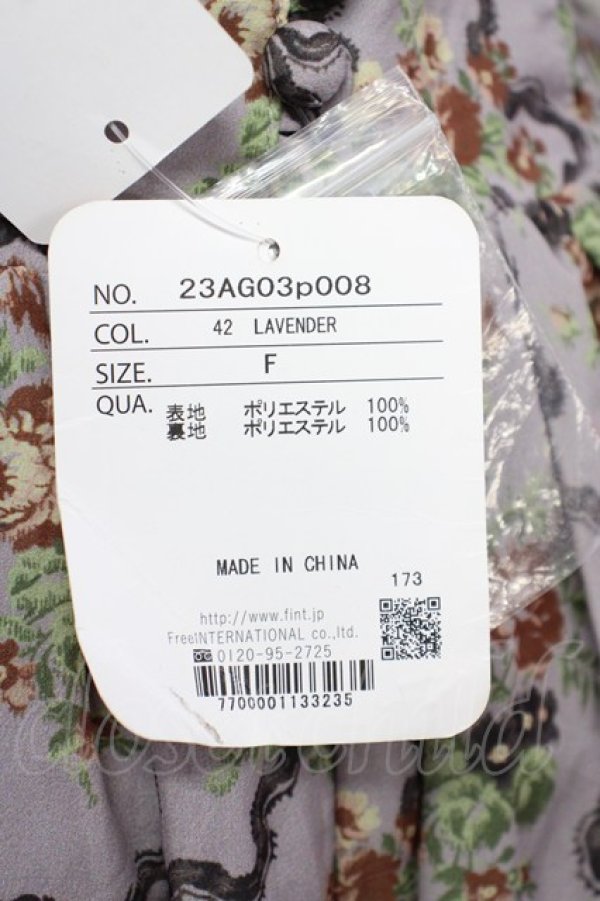 NO. 23AG03p008
COL. 42 LAVENDER
SIZE. F
QUA. 表地 ポリエステル 100%
裏地 ポリエステル 100%
MADE IN CHINA
173
http://www.fint.jp
FreeINTERNATIONAL co.,ltd.
0120-95-2725
7700001133235
closet child